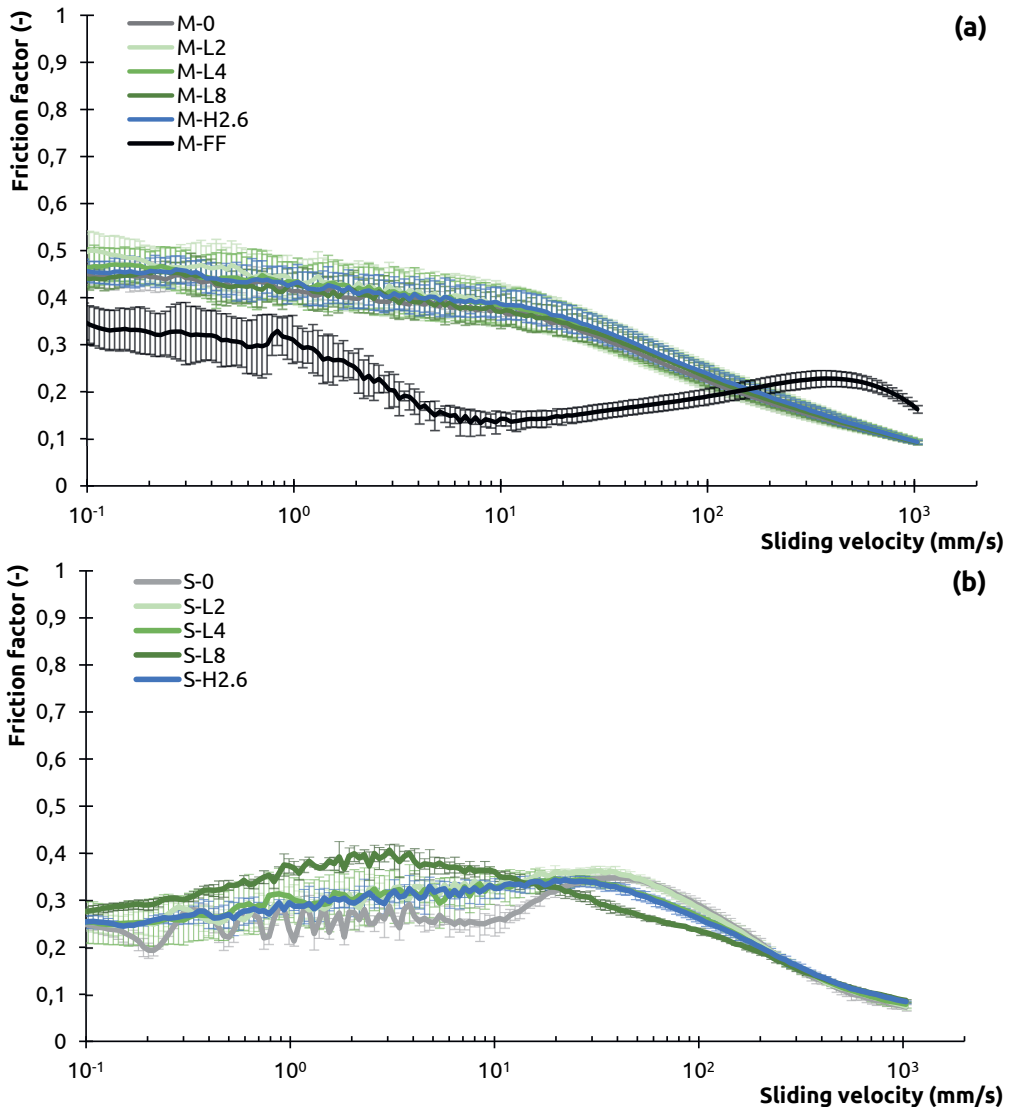 (a)
Friction factor (-)
1
0,9
0,8
0,7
0,6
0,5
0,4
0,3
0,2
0,1
0
M-0
M-L2
M-L4
M-L8
M-H2.6
M-FF
10-1
100
101
102
103
Sliding velocity (mm/s)
(b)
Friction factor (-)
1
0,9
0,8
0,7
0,6
0,5
0,4
0,3
0,2
0,1
0
S-0
S-L2
S-L4
S-L8
S-H2.6
10-1
100
101
102
103
Sliding velocity (mm/s)